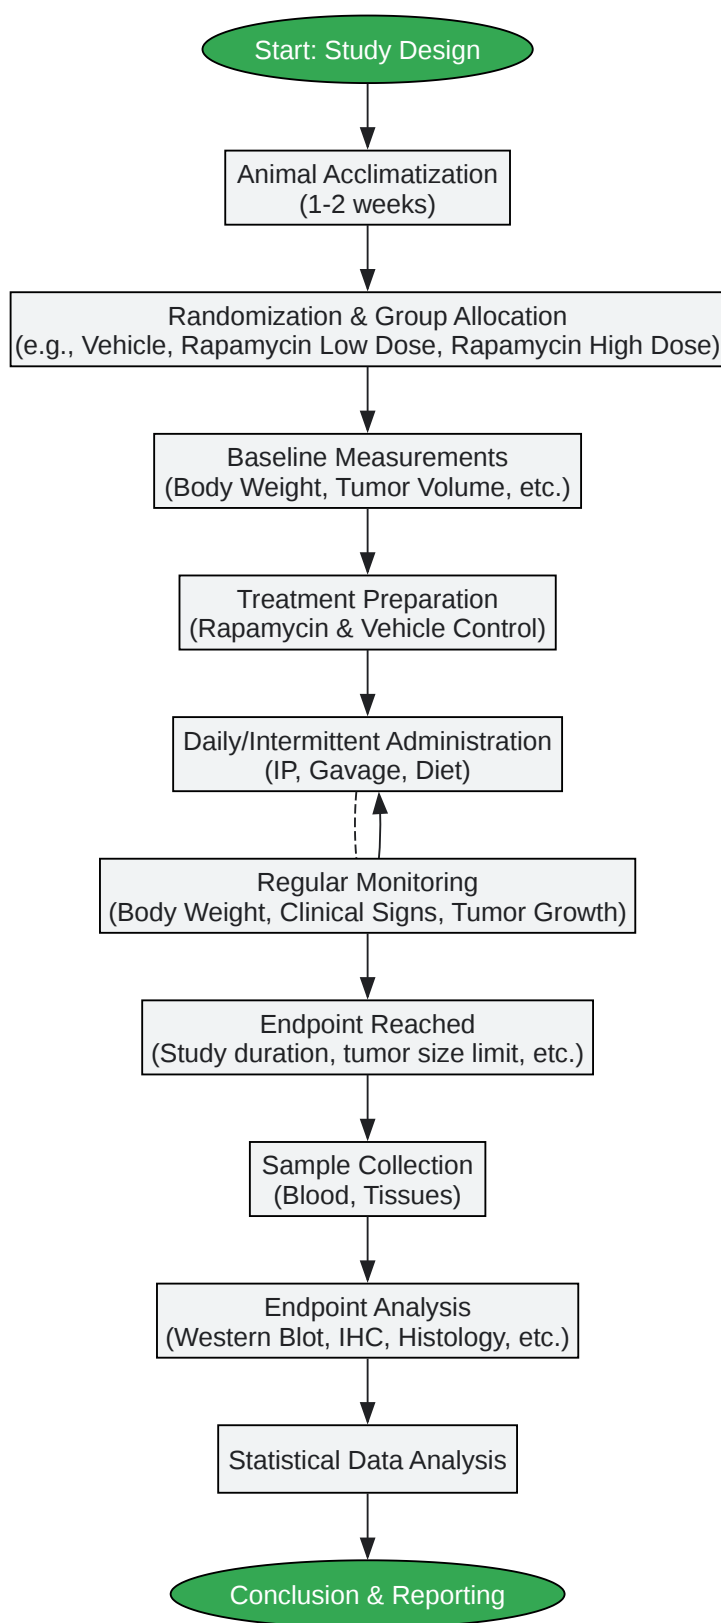 Start: Study Design
Animal Acclimatization
(1-2 weeks)
Randomization & Group Allocation
(e.g., Vehicle, Rapamycin Low Dose, Rapamycin High Dose)
Baseline Measurements
(Body Weight, Tumor Volume, etc.)
Treatment Preparation
(Rapamycin & Vehicle Control)
Daily/Intermittent Administration
(IP, Gavage, Diet)
Regular Monitoring
(Body Weight, Clinical Signs, Tumor Growth)
Endpoint Reached
(Study duration, tumor size limit, etc.)
Sample Collection
(Blood, Tissues)
Endpoint Analysis
(Western Blot, IHC, Histology, etc.)
Statistical Data Analysis
Conclusion & Reporting